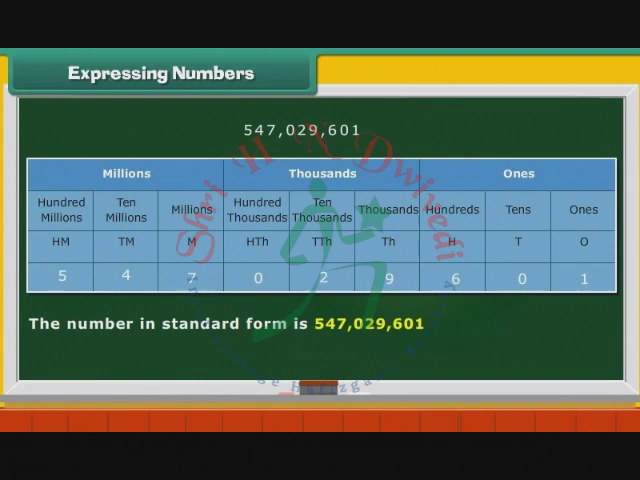 Expressing Numbers
547,029,601
Millions Thousands Ones
Hundred Millions Ten Millions Millions Hundred Thousands Ten Thousands Thousands Hundreds Tens Ones
HM TM M HTh TTh Th H T O
5 4 7 0 2 9 6 0 1
The number in standard form is 547,029,601
Shri H N Dwivedi